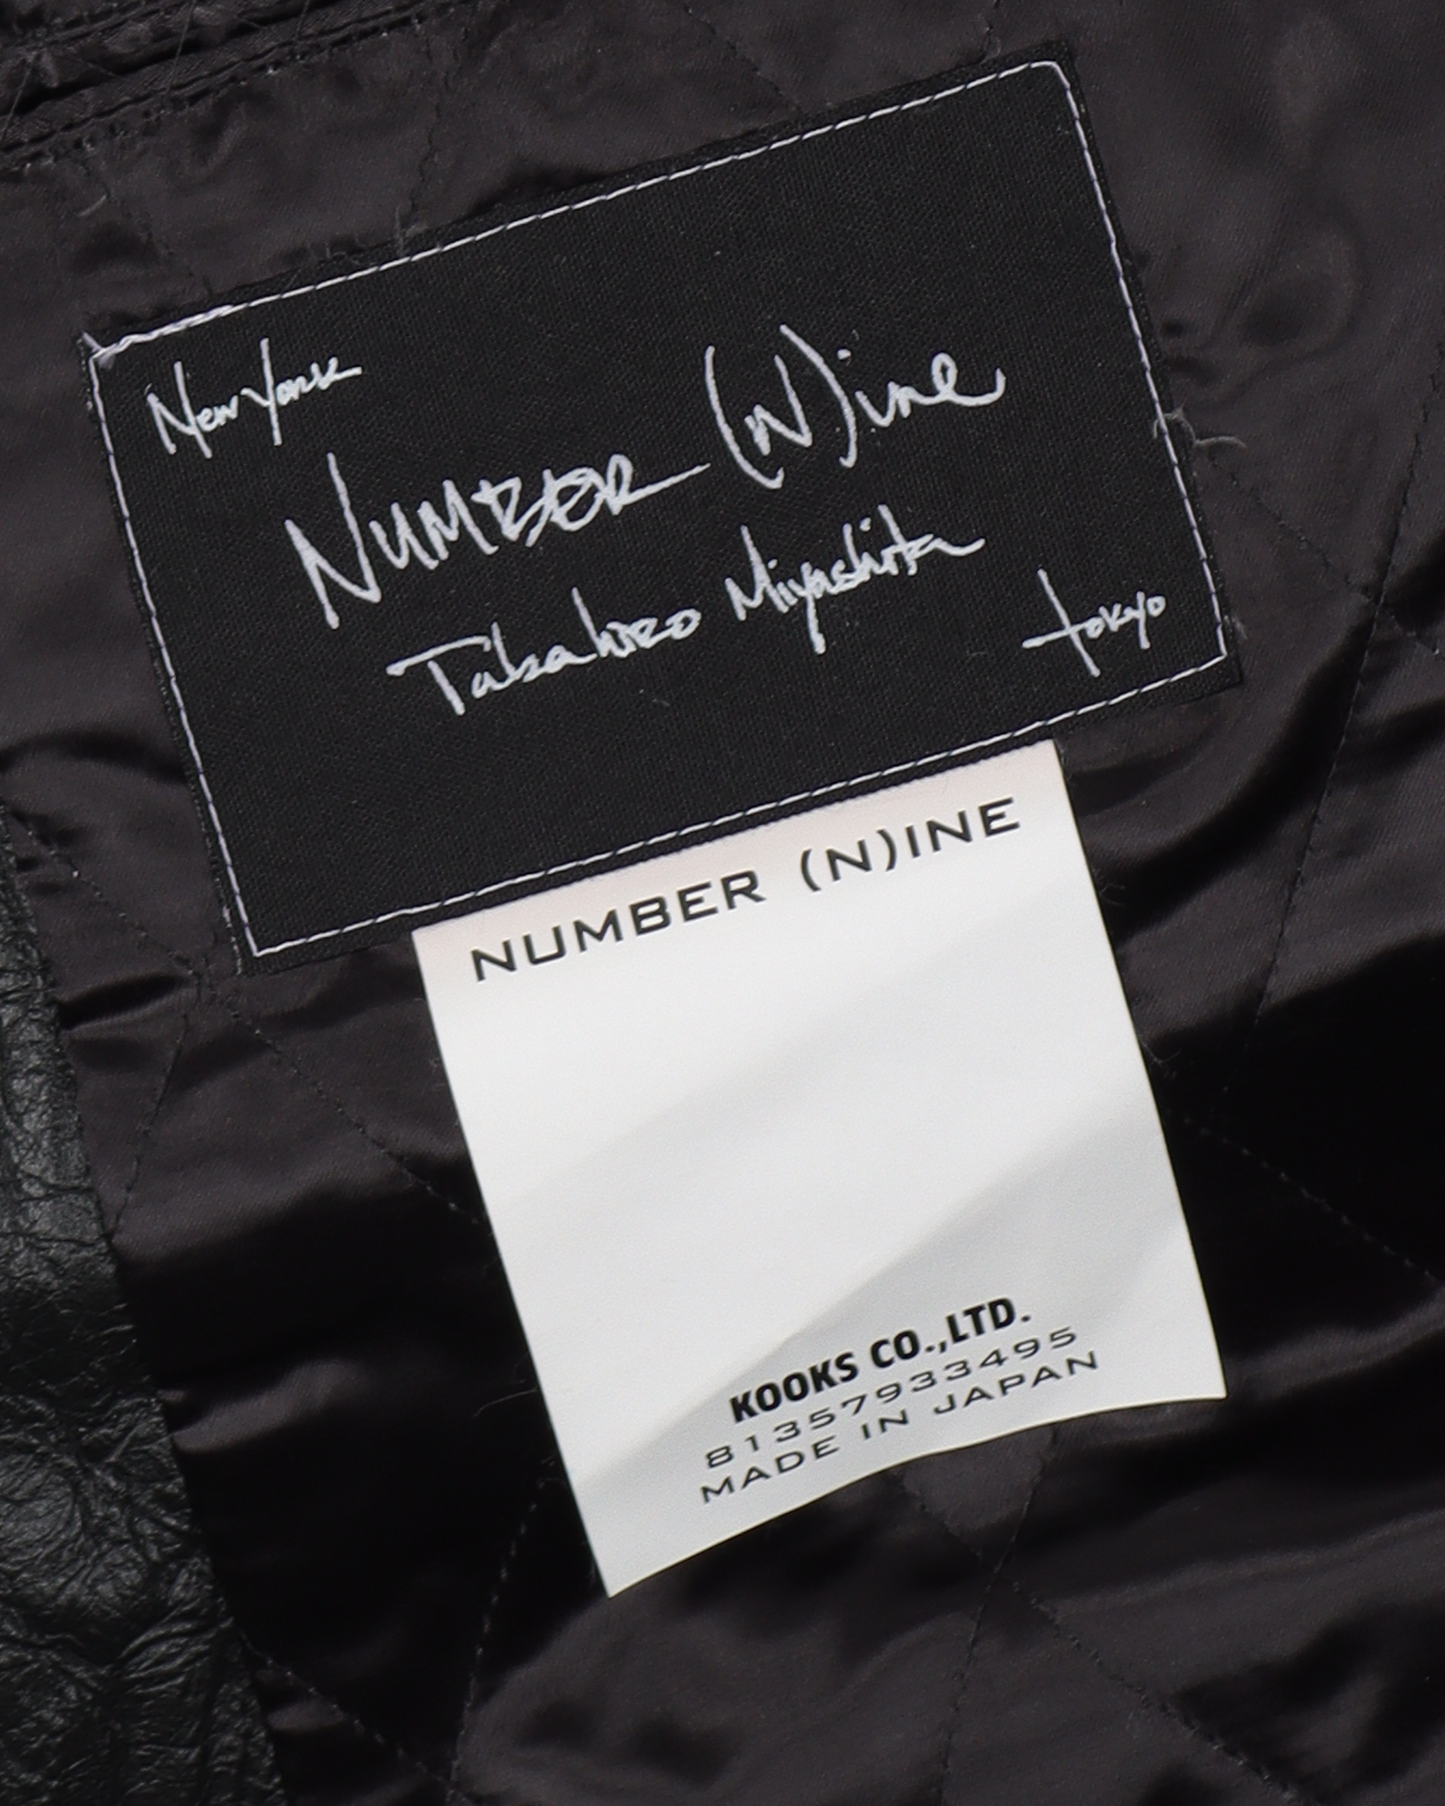 New York
NUMBER (N)ine
Takahiro Miyashita
tokyo
NUMBER (N)INE
KOOKS CO.,LTD.
81357933495
MADE IN JAPAN